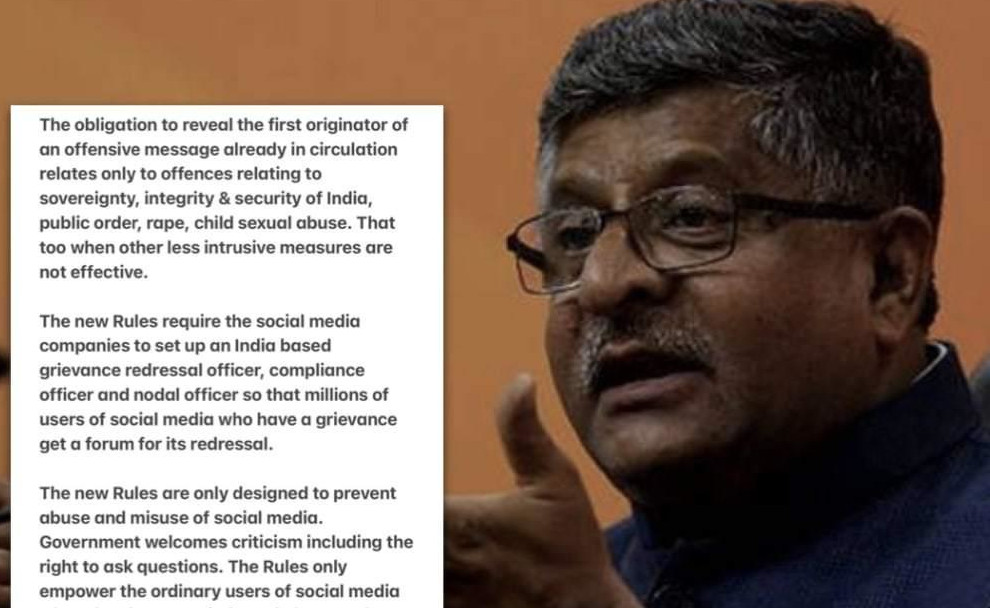 The obligation to reveal the first originator of
an offensive message already in circulation
relates only to offences relating to
sovereignty, integrity & security of India,
public order, rape, child sexual abuse. That
too when other less intrusive measures are
not effective.
The new Rules require the social media
companies to set up an India based
grievance redressal officer, compliance
officer and nodal officer so that millions of
users of social media who have a grievance
get a forum for its redressal.
The new Rules are only designed to prevent
abuse and misuse of social media.
Government welcomes criticism including the
right to ask questions. The Rules only
empower the ordinary users of social media